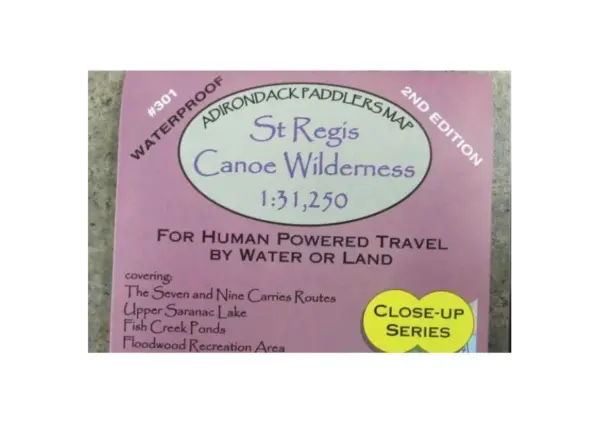 #301
WATERPROOF
ADIRONDACK PADDLERS MAP
2ND EDITION
St Regis
Canoe Wilderness
1:31,250
FOR HUMAN POWERED TRAVEL
BY WATER OR LAND
covering:
The Seven and Nine Carries Routes
Upper Saranac Lake
Fish Creek Ponds
Floodwood Recreation Area
CLOSE-UP
SERIES